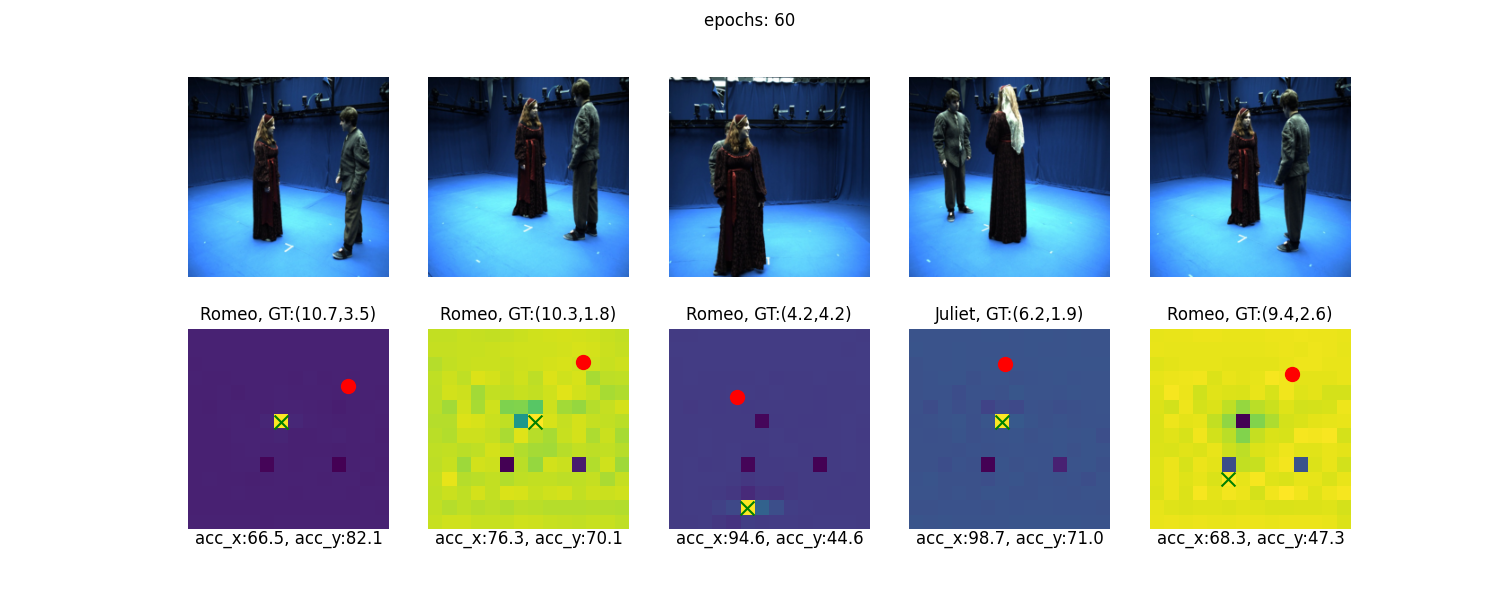 epochs: 60
Romeo, GT:(10.7,3.5)
Romeo, GT:(10.3,1.8)
Romeo, GT:(4.2,4.2)
Juliet, GT:(6.2,1.9)
Romeo, GT:(9.4,2.6)
acc_x:66.5, acc_y:82.1
acc_x:76.3, acc_y:70.1
acc_x:94.6, acc_y:44.6
acc_x:98.7, acc_y:71.0
acc_x:68.3, acc_y:47.3